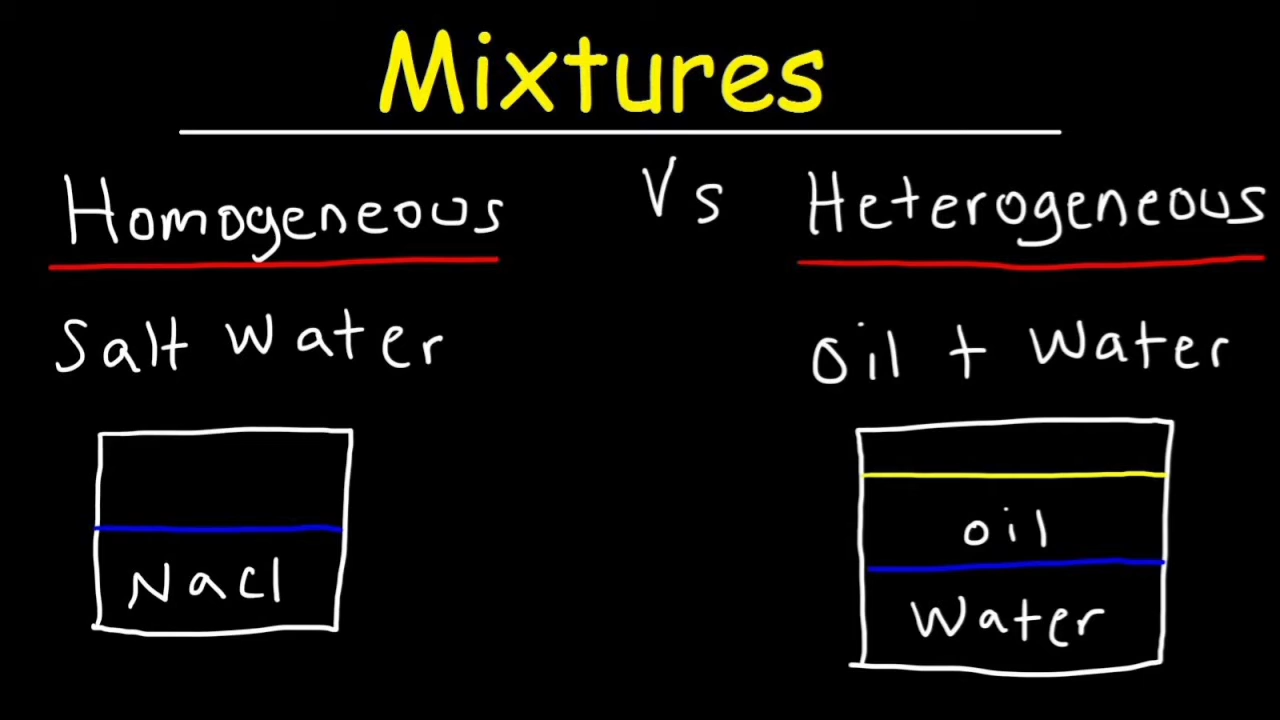 Mixtures
Homogeneous Vs Heterogeneous
Salt Water
Oil + Water
NaCl
Oil
Water